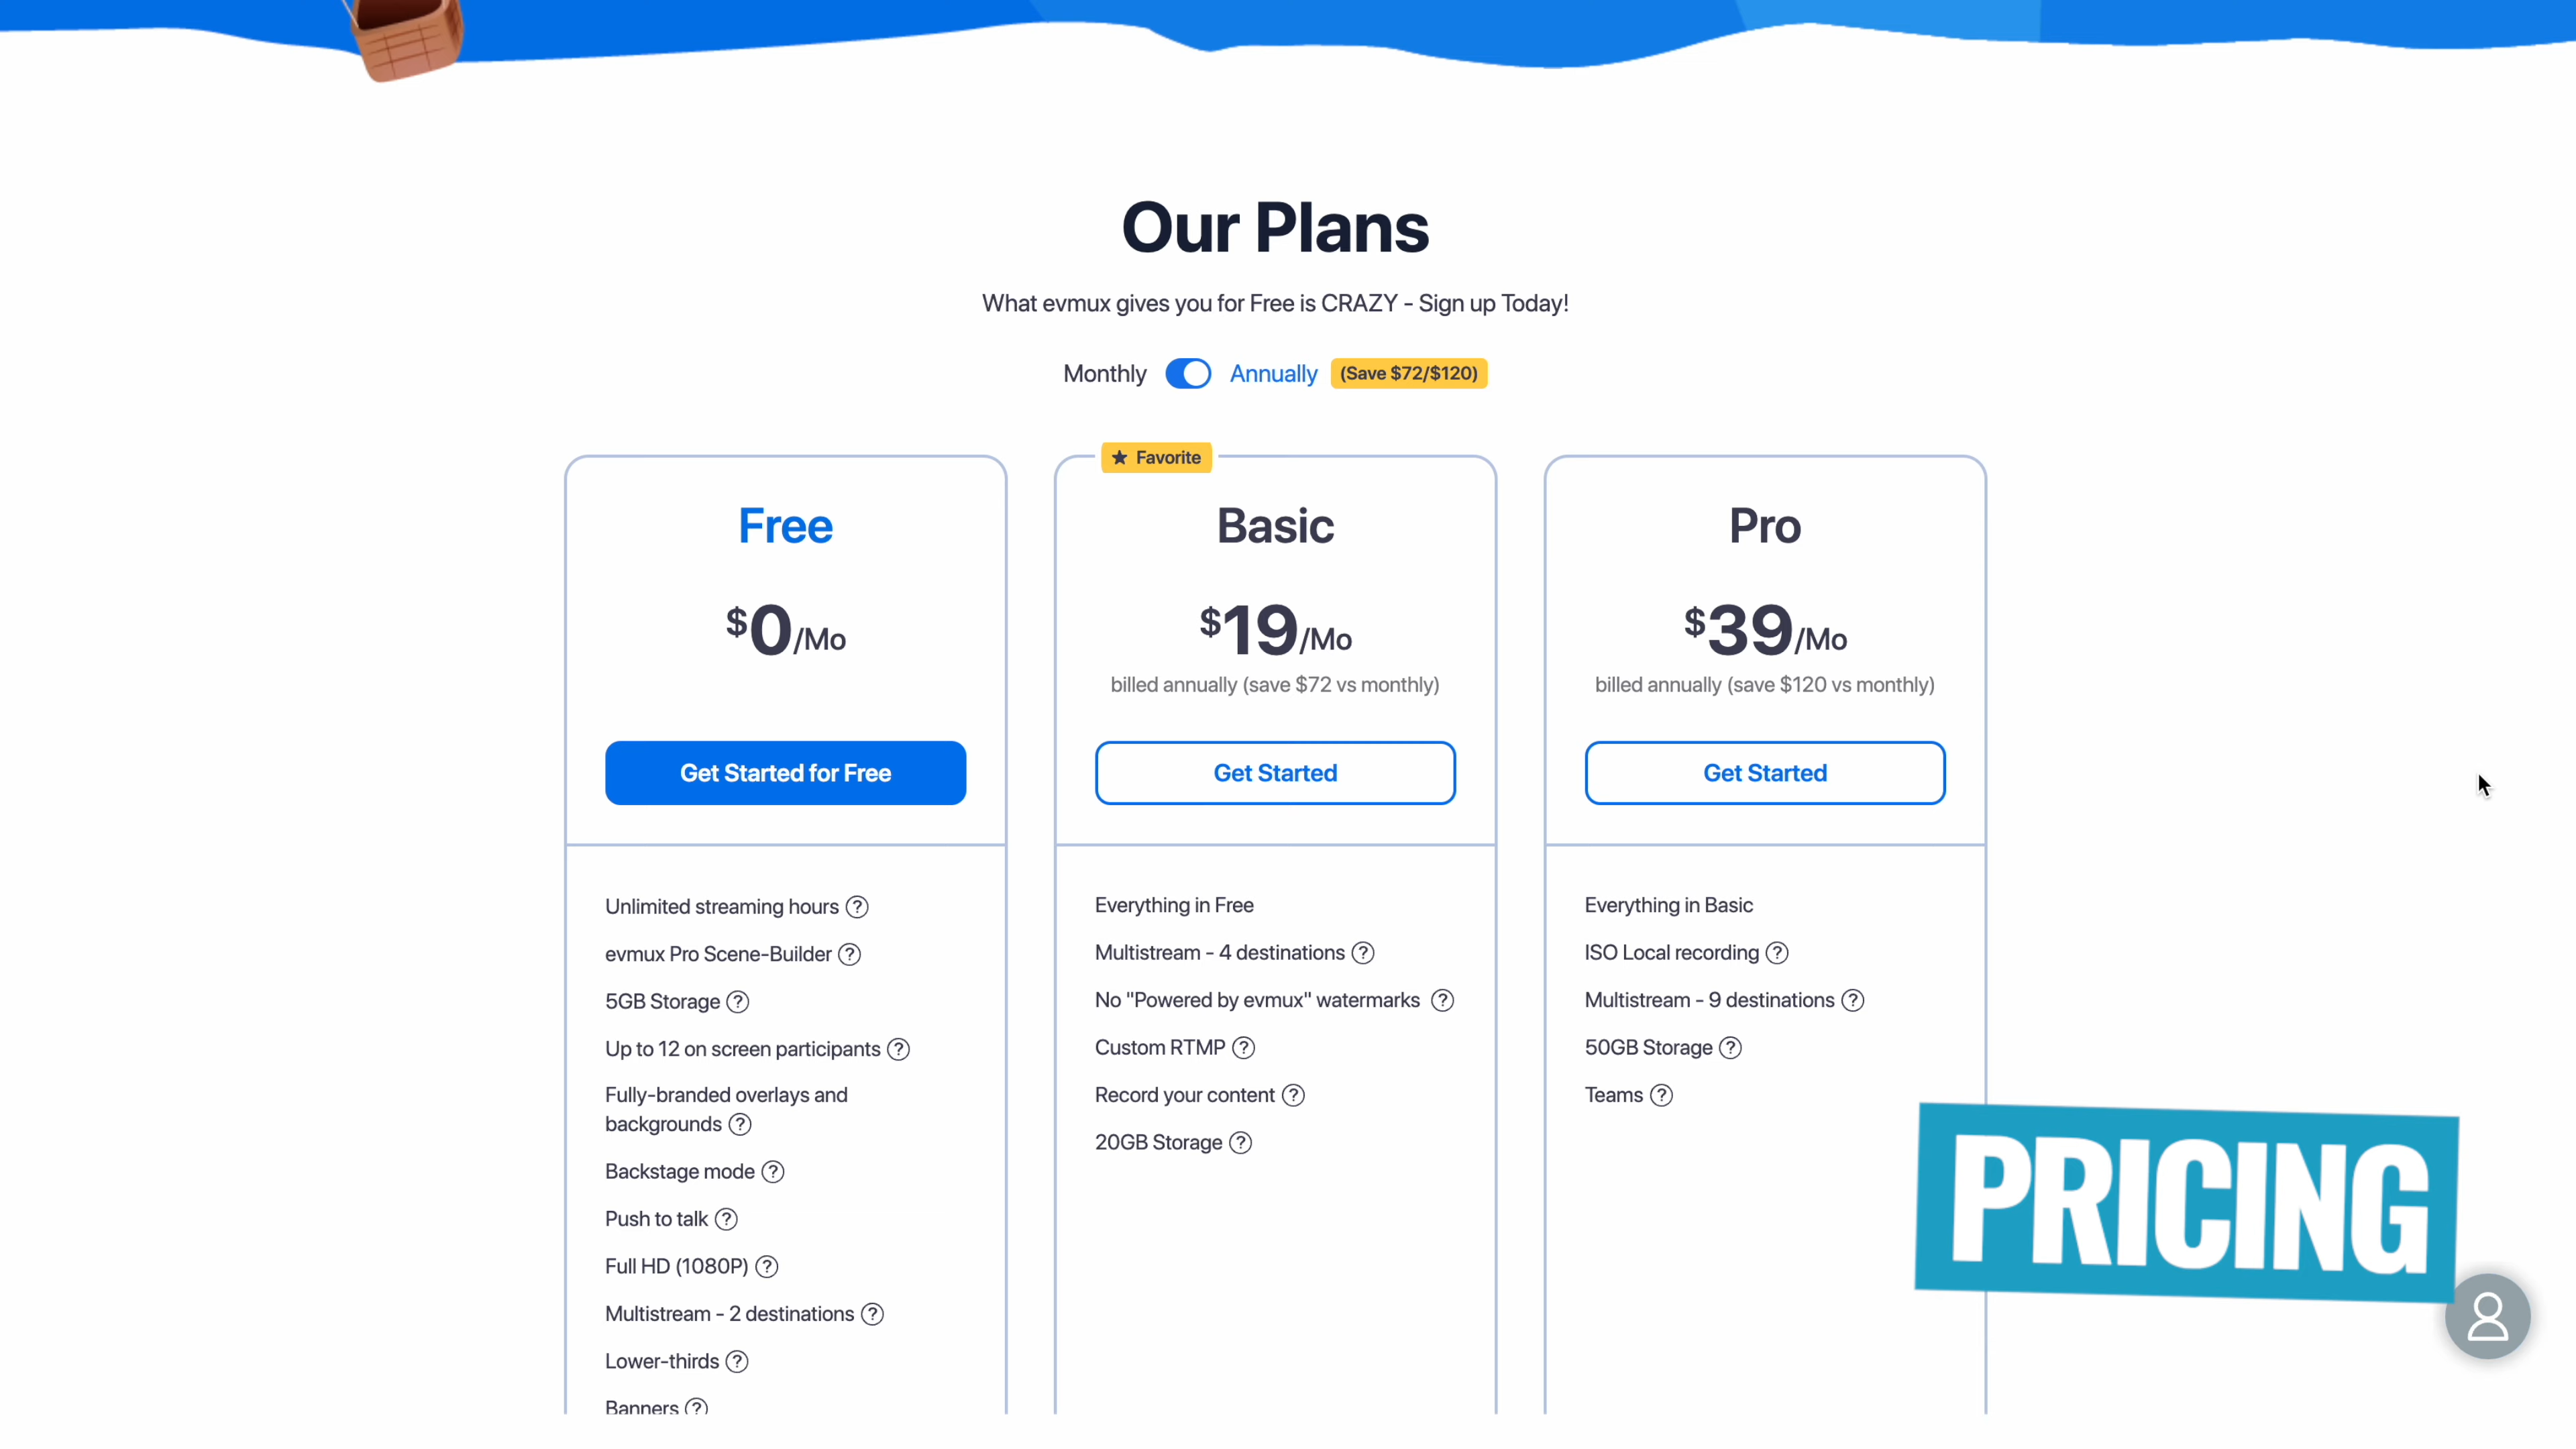 Our Plans
What evmux gives you for Free is CRAZY - Sign up Today!
Monthly Annually (Save $72/$120)
Free
$0/Mo
Get Started for Free
Unlimited streaming hours ?
evmux Pro Scene-Builder ?
5GB Storage ?
Up to 12 on screen participants ?
Fully-branded overlays and
backgrounds ?
Backstage mode ?
Push to talk ?
Full HD (1080P) ?
Multistream - 2 destinations ?
Lower-thirds ?
Banners ?
★ Favorite
Basic
$19/Mo
billed annually (save $72 vs monthly)
Get Started
Everything in Free
Multistream - 4 destinations ?
No "Powered by evmux" watermarks ?
Custom RTMP ?
Record your content ?
20GB Storage ?
Pro
$39/Mo
billed annually (save $120 vs monthly)
Get Started
Everything in Basic
ISO Local recording ?
Multistream - 9 destinations ?
50GB Storage ?
Teams ?
PRICING